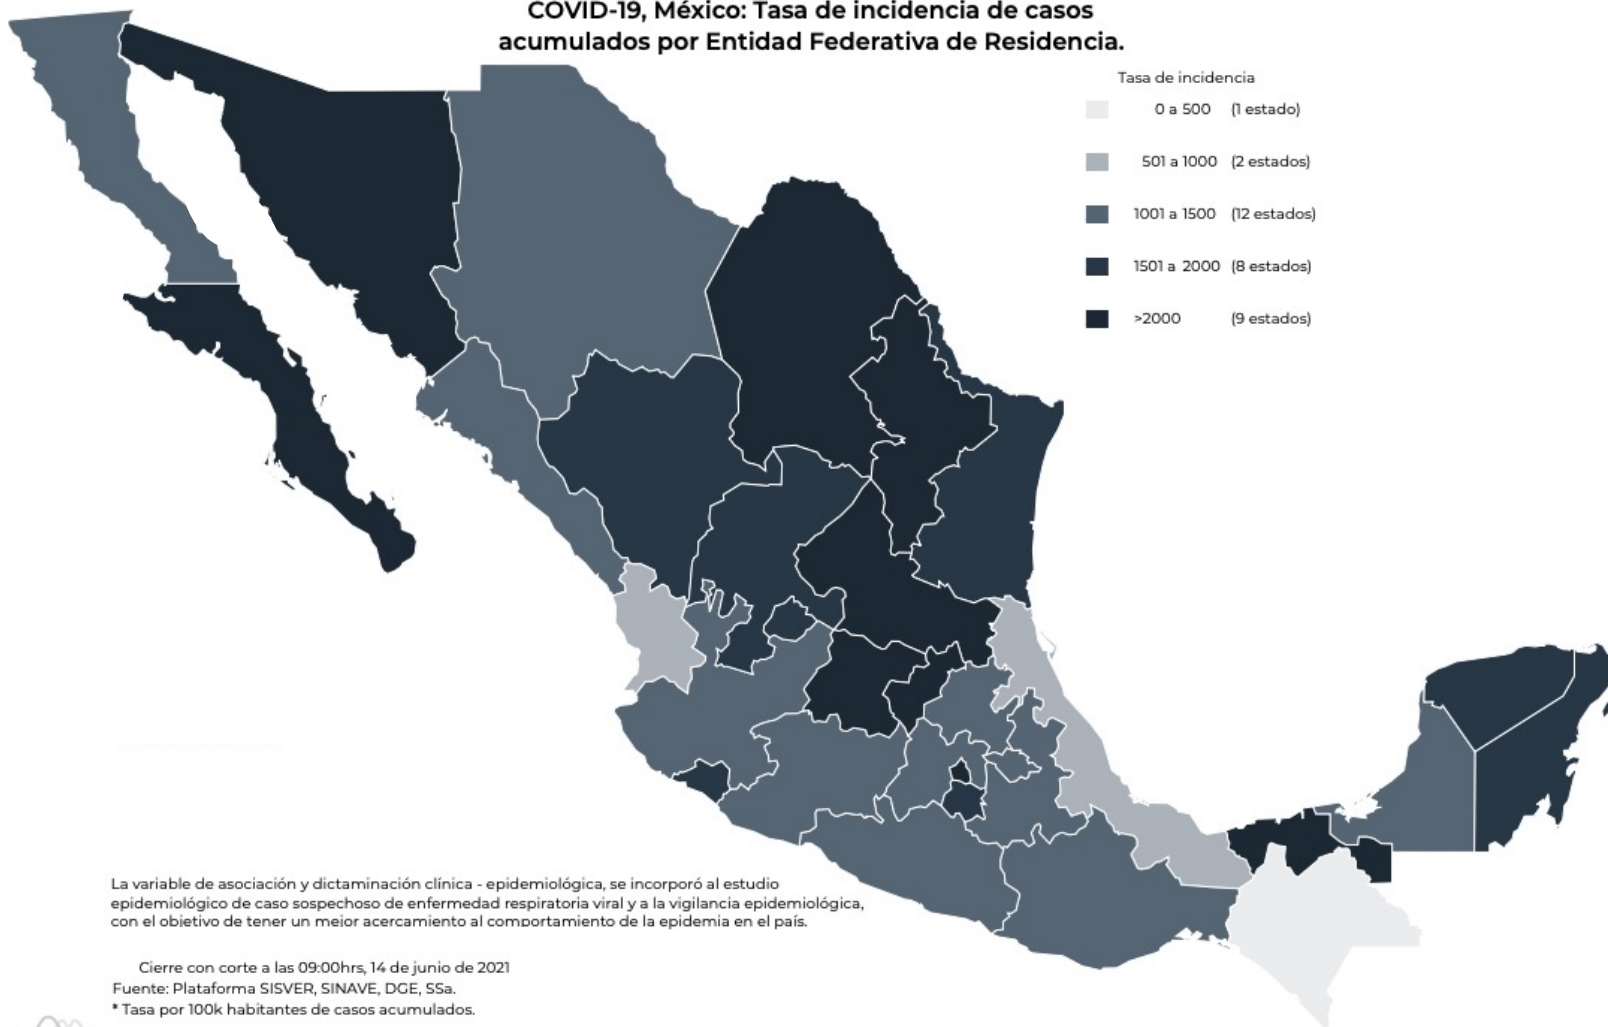 COVID-19, México: Tasa de incidencia de casos
acumulados por Entidad Federativa de Residencia.
Tasa de incidencia
0 a 500 (1 estado)
501 a 1000 (2 estados)
1001 a 1500 (12 estados)
1501 a 2000 (8 estados)
>2000 (9 estados)
La variable de asociación y dictaminación clínica - epidemiológica, se incorporó al estudio
epidemiológico de caso sospechoso de enfermedad respiratoria viral y a la vigilancia epidemiológica,
con el objetivo de tener un mejor acercamiento al comportamiento de la epidemia en el país.
Cierre con corte a las 09:00hrs, 14 de junio de 2021
Fuente: Plataforma SISVER, SINAVE, DGE, SSa.
* Tasa por 100k habitantes de casos acumulados.